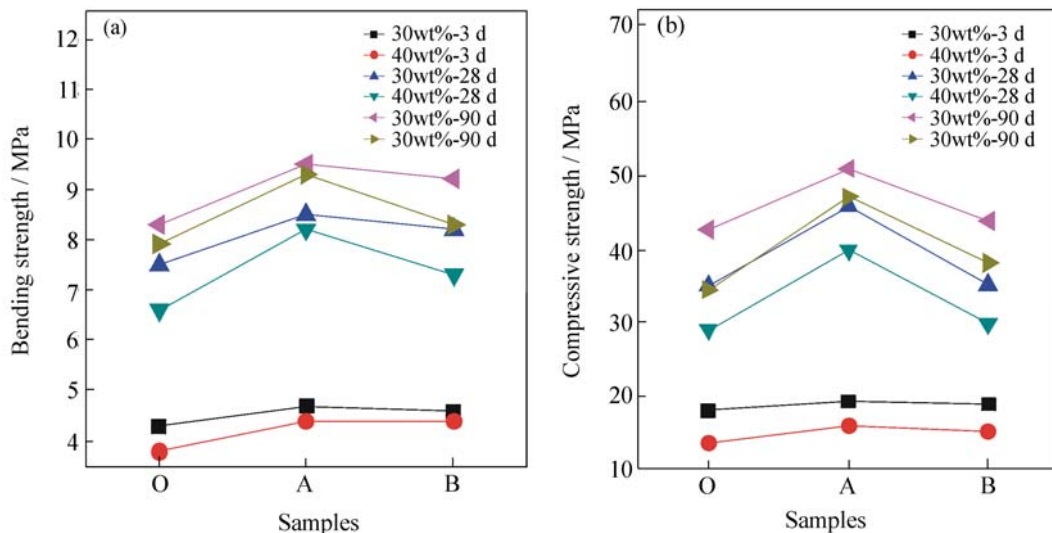 (a)
30wt%-3 d
40wt%-3 d
30wt%-28 d
40wt%-28 d
30wt%-90 d
30wt%-90 d
12
11
10
9
8
7
6
5
4
Bending strength / MPa
O A B
Samples
(b)
30wt%-3 d
40wt%-3 d
30wt%-28 d
40wt%-28 d
30wt%-90 d
30wt%-90 d
70
60
50
40
30
20
10
Compressive strength / MPa
O A B
Samples